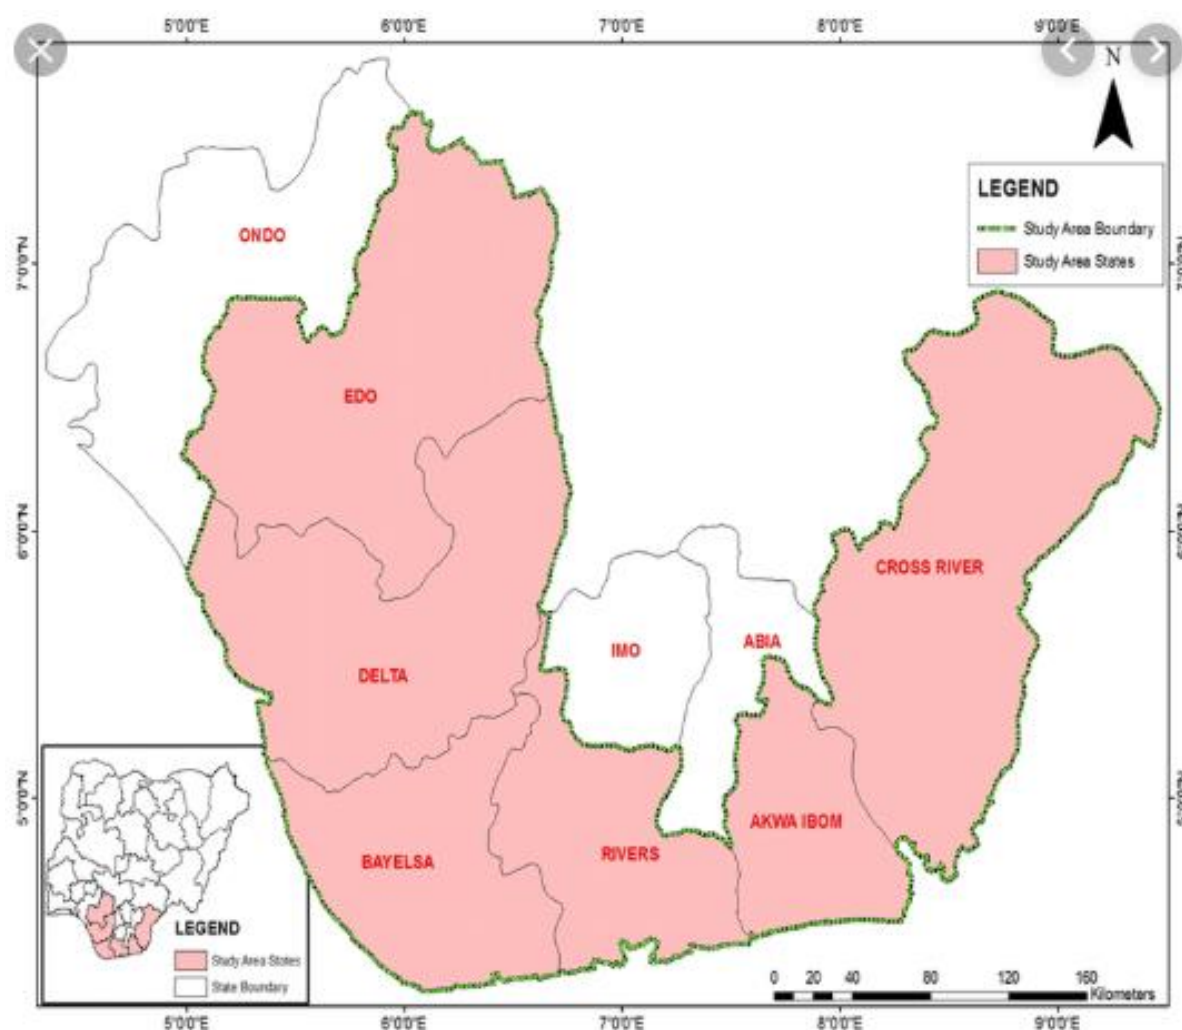 5°0'0"E 6°0'0"E 7°0'0"E 8°0'0"E 9°0'0"E
N
LEGEND
Study Area Boundary
Study Area States
ONDO
7°0'0"N
EDO
6°0'0"N
CROSS RIVER
IMO
ABIA
DELTA
5°0'0"N
AKWA IBOM
RIVERS
BAYELSA
LEGEND
Study Area States
State Boundary
0 20 40 80 120 160
Kilometers
5°0'0"E 6°0'0"E 7°0'0"E 8°0'0"E 9°0'0"E